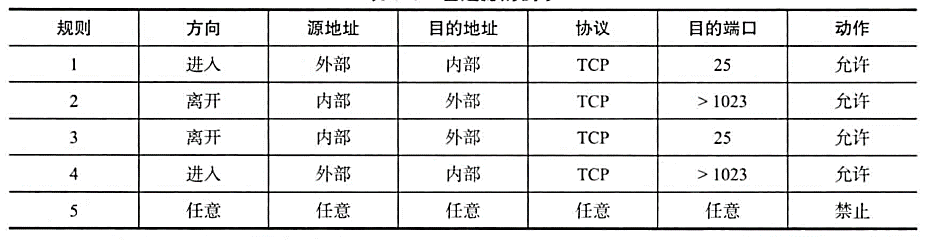 规则 方向 源地址 目的地址 协议 目的端口 动作
1 进入 外部 内部 TCP 25 允许
2 离开 内部 外部 TCP > 1023 允许
3 离开 内部 外部 TCP 25 允许
4 进入 外部 内部 TCP > 1023 允许
5 任意 任意 任意 任意 任意 禁止